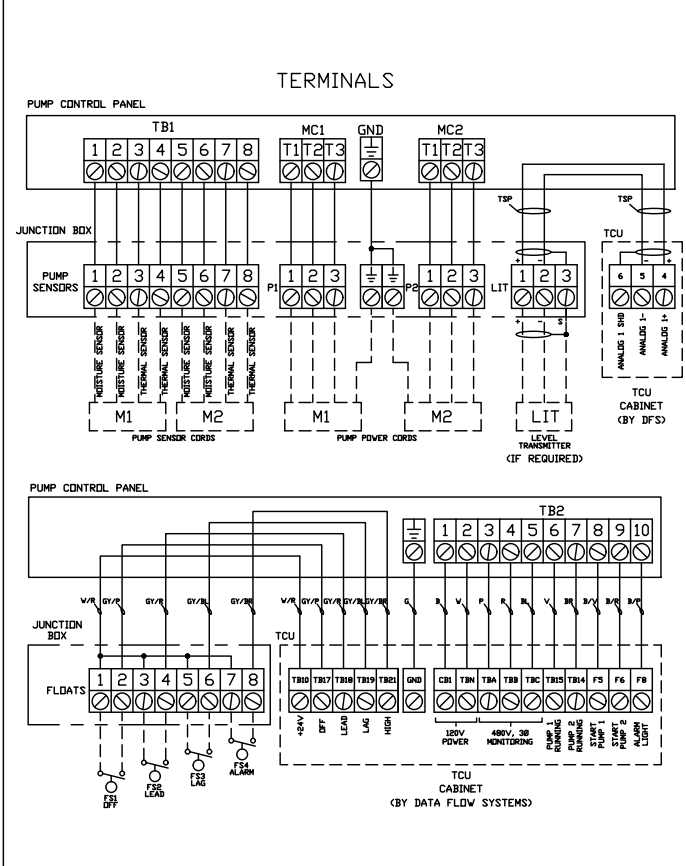 TERMINALS
PUMP CONTROL PANEL
TB1 MC1 GND MC2
1 2 3 4 5 6 7 8 T1 T2 T3 T1 T2 T3
TSP TSP
JUNCTION BOX TCU
+ - - +
PUMP SENSORS 1 2 3 4 5 6 7 8 P1 1 2 3 P2 1 2 3 LIT 1 2 3 6 5 4
+ - S
MOISTURE SENSOR MOISTURE SENSOR THERMAL SENSOR THERMAL SENSOR MOISTURE SENSOR MOISTURE SENSOR THERMAL SENSOR THERMAL SENSOR
ANALOG 1 SHD ANALOG 1- ANALOG 1+
M1 M2 M1 M2 LIT
PUMP SENSOR CORDS PUMP POWER CORDS LEVEL TRANSMITTER
(IF REQUIRED)
TCU
CABINET
(BY DFS)
PUMP CONTROL PANEL
TB2
1 2 3 4 5 6 7 8 9 10
W/R GY/P GY/R GY/BL GY/BR W/R GY/P GY/R GY/BL GY/BR G B W P R BL V BR B/V B/R B/P
JUNCTION BOX TCU
FLOATS 1 2 3 4 5 6 7 8 TB10 TB17 TB18 TB19 TB21 GND CB1 TBN TBA TBB TBC TB15 TB14 F5 F6 F8
+24V OFF LEAD LAG HIGH
120V POWER
480V, 30 MONITORING
PUMP 1 RUNNING PUMP 2 RUNNING START PUMP 1 START PUMP 2 ALARM LIGHT
FS1 OFF
FS2 LEAD
FS3 LAG
FS4 ALARM
TCU
CABINET
(BY DATA FLOW SYSTEMS)